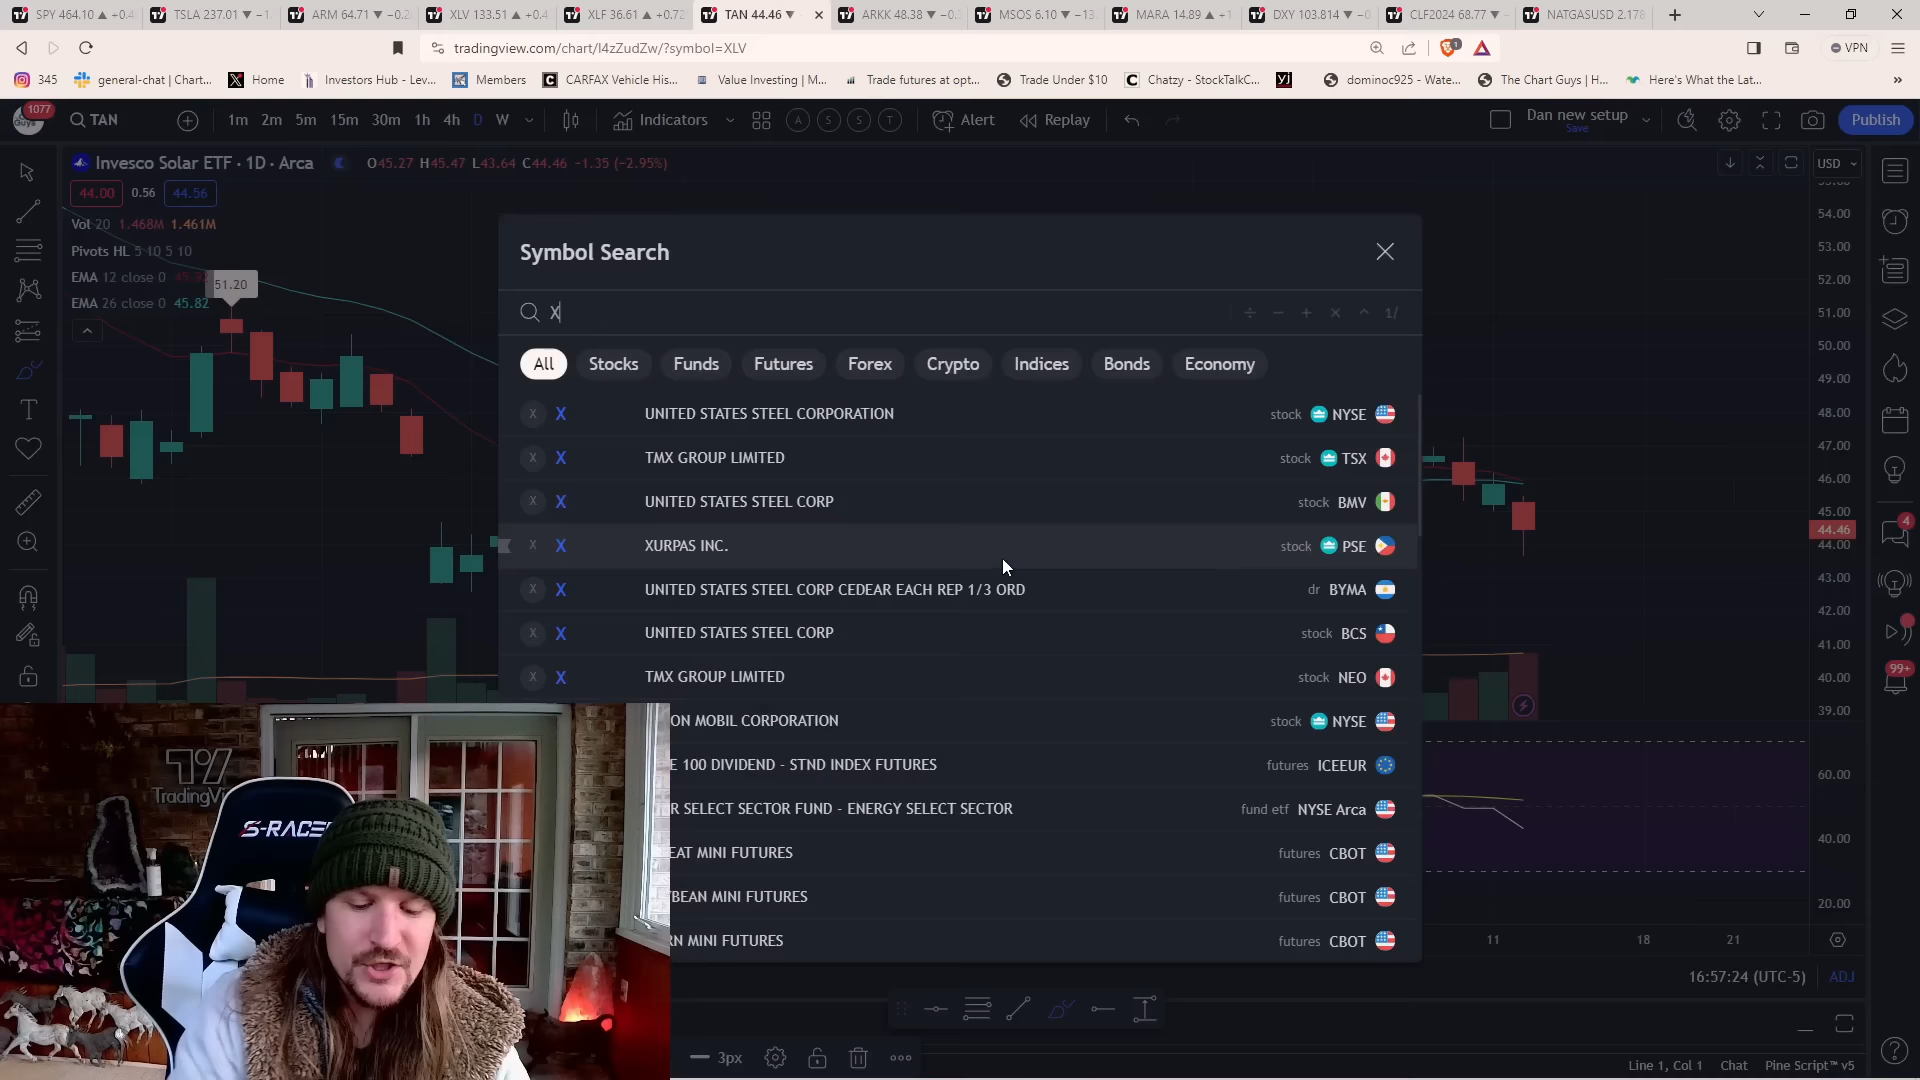 SPY 464.10 ▲ +0.4
TSLA 237.01 ▼ −1
ARM 64.71 ▼ −0.2
XLV 133.51 ▲ +0.4
XLF 36.61 ▲ +0.72
TAN 44.46 ▼
ARKK 48.38 ▼ −0.
MSOS 6.10 ▼ −13
MARA 14.89 ▲ +1
DXY 103.814 ▼ −0
CLF2024 68.77 ▼
NATGASUSD 2.178
tradingview.com/chart/I4zZudZw/?symbol=XLV
1
VPN
345
general-chat | Chart...
Home
Investors Hub - Lev...
Members
CARFAX Vehicle His...
Value Investing | M...
Trade futures at opt...
Trade Under $10
Chatzy - StockTalkC...
dominoc925 - Wate...
The Chart Guys | H...
Here's What the Lat...
1077
TAN
1m 2m 5m 15m 30m 1h 4h D W
Indicators
A S S T
Alert
Replay
Dan new setup
Save
Publish
Invesco Solar ETF · 1D · Arca
O45.27 H45.47 L43.64 C44.46 −1.35 (−2.95%)
USD
44.00 0.56 44.56
Vol 20 1.468M 1.461M
Pivots HL 5 10 5 10
EMA 12 close 0
EMA 26 close 0 45.82
51.20
54.00
53.00
52.00
51.00
50.00
49.00
48.00
47.00
46.00
45.00
44.46
44.00
43.00
42.00
41.00
40.00
39.00
60.00
40.00
20.00
4
99+
Symbol Search
X
1/
All Stocks Funds Futures Forex Crypto Indices Bonds Economy
X X UNITED STATES STEEL CORPORATION stock NYSE
X X TMX GROUP LIMITED stock TSX
X X UNITED STATES STEEL CORP stock BMV
X X XURPAS INC. stock PSE
X X UNITED STATES STEEL CORP CEDEAR EACH REP 1/3 ORD dr BYMA
X X UNITED STATES STEEL CORP stock BCS
X X TMX GROUP LIMITED stock NEO
ON MOBIL CORPORATION stock NYSE
E 100 DIVIDEND - STND INDEX FUTURES futures ICEEUR
R SELECT SECTOR FUND - ENERGY SELECT SECTOR fund etf NYSE Arca
EAT MINI FUTURES futures CBOT
BEAN MINI FUTURES futures CBOT
RN MINI FUTURES futures CBOT
11 18 21
16:57:24 (UTC-5) ADJ
3px
Line 1, Col 1 Chat Pine Script™ v5
TradingVi
S-RACER